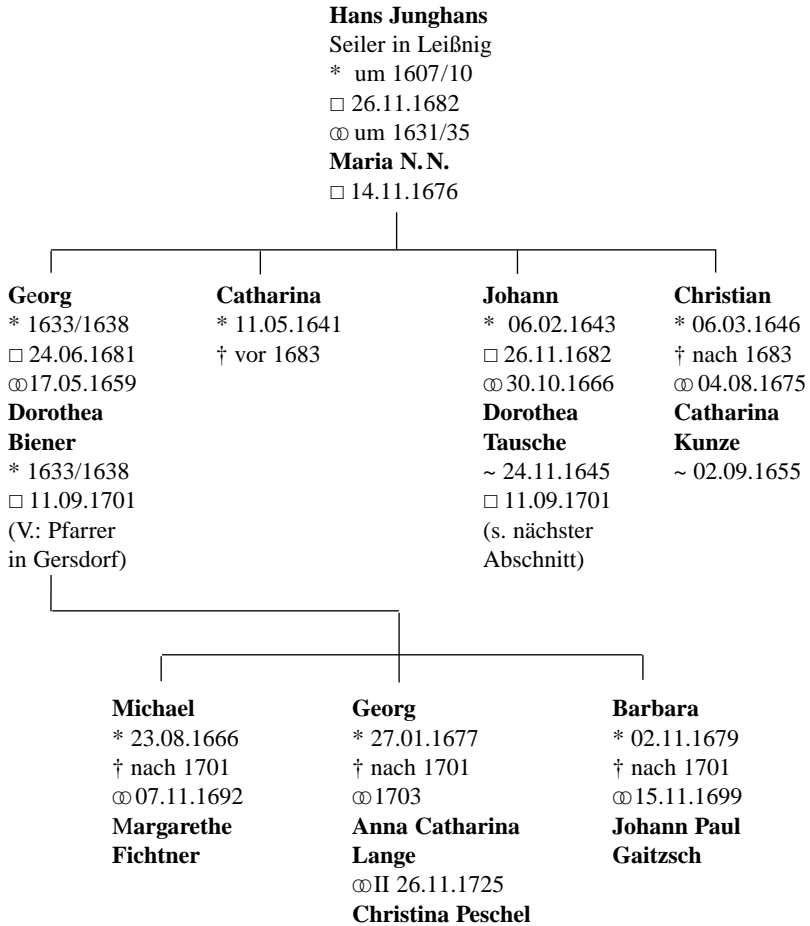 Hans Junghans
Seiler in Leißnig
* um 1607/10
□ 26.11.1682
⚭ um 1631/35
Maria N. N.
□ 14.11.1676
Georg
* 1633/1638
□ 24.06.1681
⚭ 17.05.1659
Dorothea
Biener
* 1633/1638
□ 11.09.1701
(V.: Pfarrer
in Gersdorf)
Catharina
* 11.05.1641
† vor 1683
Johann
* 06.02.1643
□ 26.11.1682
⚭ 30.10.1666
Dorothea
Tausche
~ 24.11.1645
□ 11.09.1701
(s. nächster
Abschnitt)
Christian
* 06.03.1646
† nach 1683
⚭ 04.08.1675
Catharina
Kunze
~ 02.09.1655
Michael
* 23.08.1666
† nach 1701
⚭ 07.11.1692
Margarethe
Fichtner
Georg
* 27.01.1677
† nach 1701
⚭ 1703
Anna Catharina
Lange
⚭ II 26.11.1725
Christina Peschel
Barbara
* 02.11.1679
† nach 1701
⚭ 15.11.1699
Johann Paul
Gaitzsch